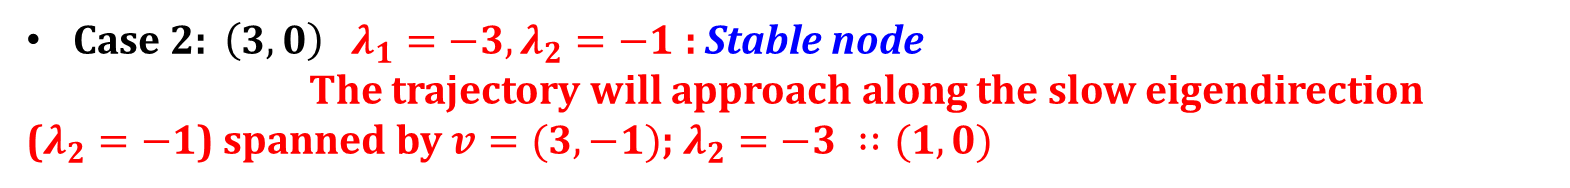 • Case 2: (3, 0) λ₁ = −3, λ₂ = −1 : Stable node
The trajectory will approach along the slow eigendirection
(λ₂ = −1) spanned by v = (3, −1); λ₂ = −3 :: (1, 0)